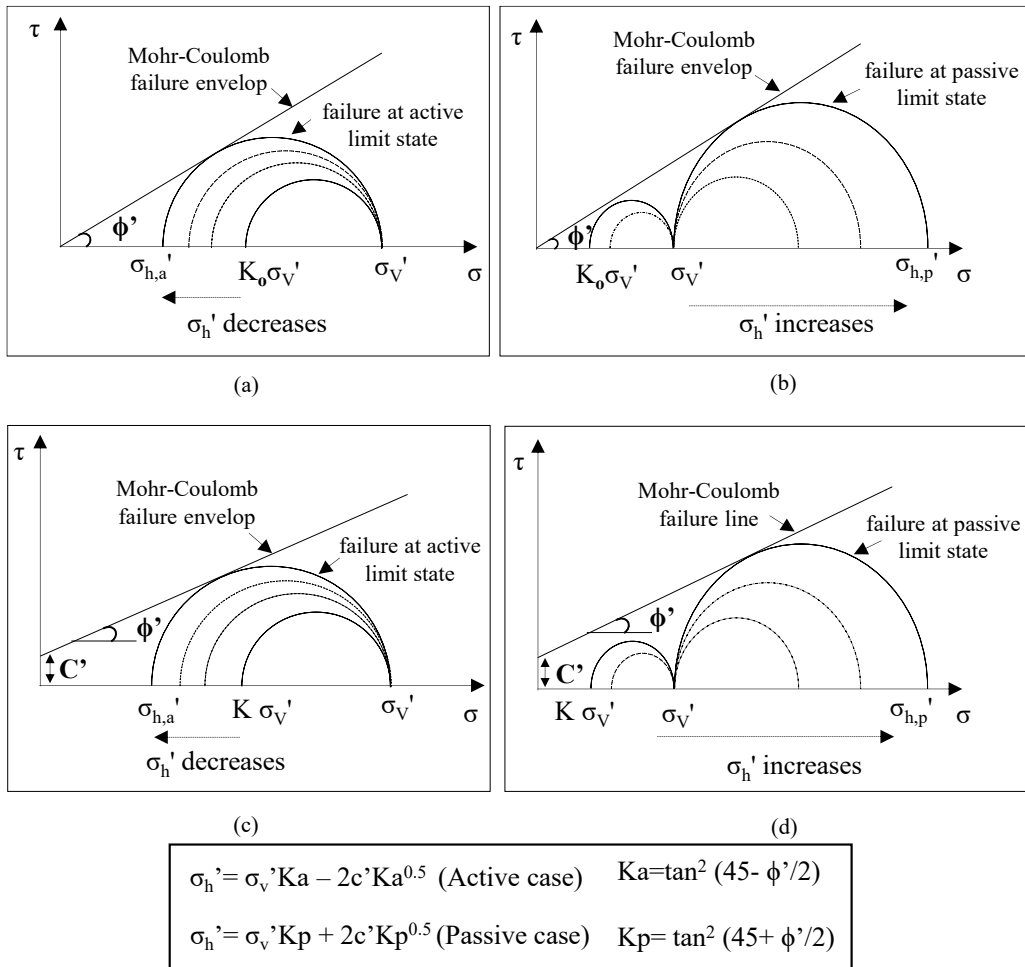 τ
Mohr-Coulomb
failure envelop
failure at active
limit state
ϕ’
σh,a'
KoσV'
σV'
σ
σh' decreases
(a)
τ
Mohr-Coulomb
failure envelop
failure at passive
limit state
ϕ’
KoσV'
σV'
σh,p'
σ
σh' increases
(b)
τ
Mohr-Coulomb
failure envelop
failure at active
limit state
ϕ’
C’
σh,a'
K σV'
σV'
σ
σh' decreases
(c)
τ
Mohr-Coulomb
failure line
failure at passive
limit state
ϕ’
C’
K σV'
σV'
σh,p'
σ
σh' increases
(d)
σh’= σv’Ka – 2c’Ka0.5 (Active case) Ka=tan2 (45- ϕ’/2)
σh’= σv’Kp + 2c’Kp0.5 (Passive case) Kp= tan2 (45+ ϕ’/2)